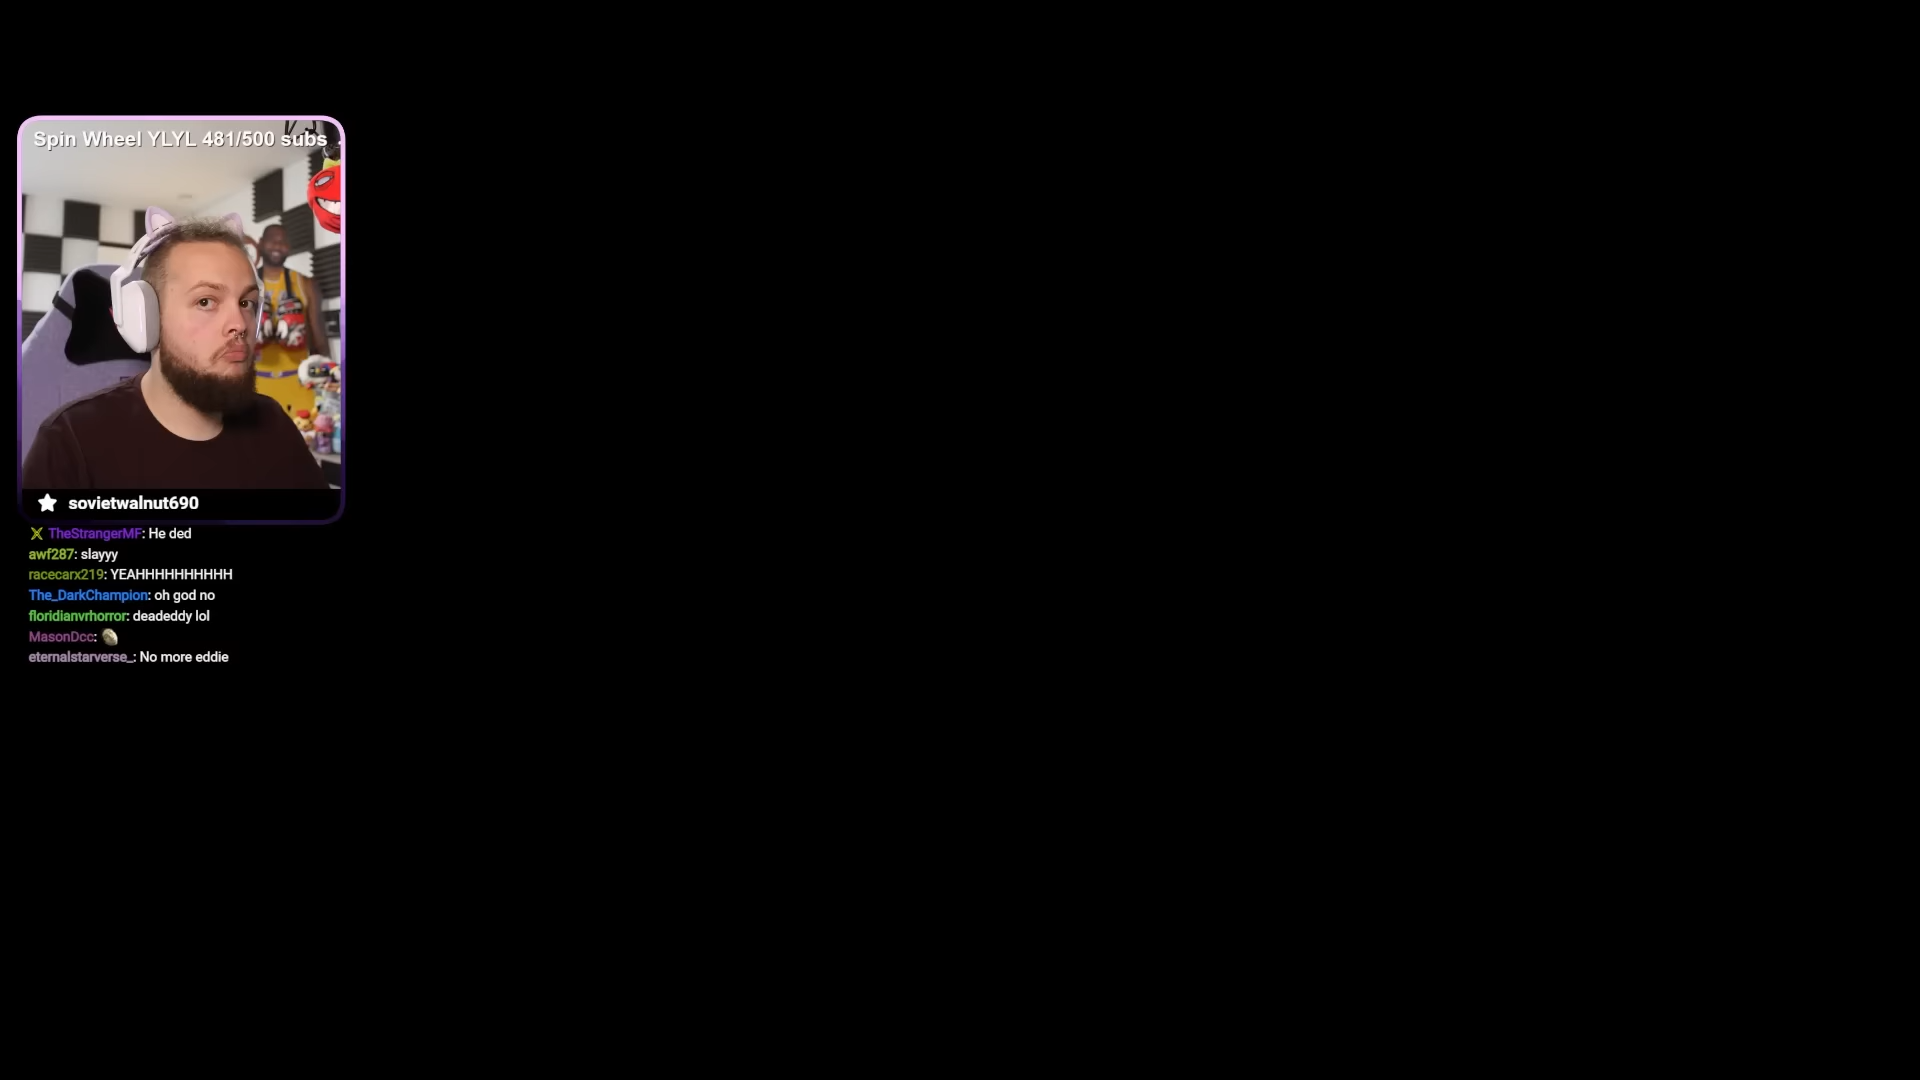 Spin Wheel YLYL 481/500 subs
sovietwalnut690
TheStrangerMF: He ded
awf287: slayyy
racecarx219: YEAHHHHHHHHHH
The_DarkChampion: oh god no
floridianvrhorror: deadeddy lol
MasonDcc:
eternalstarverse_: No more eddie